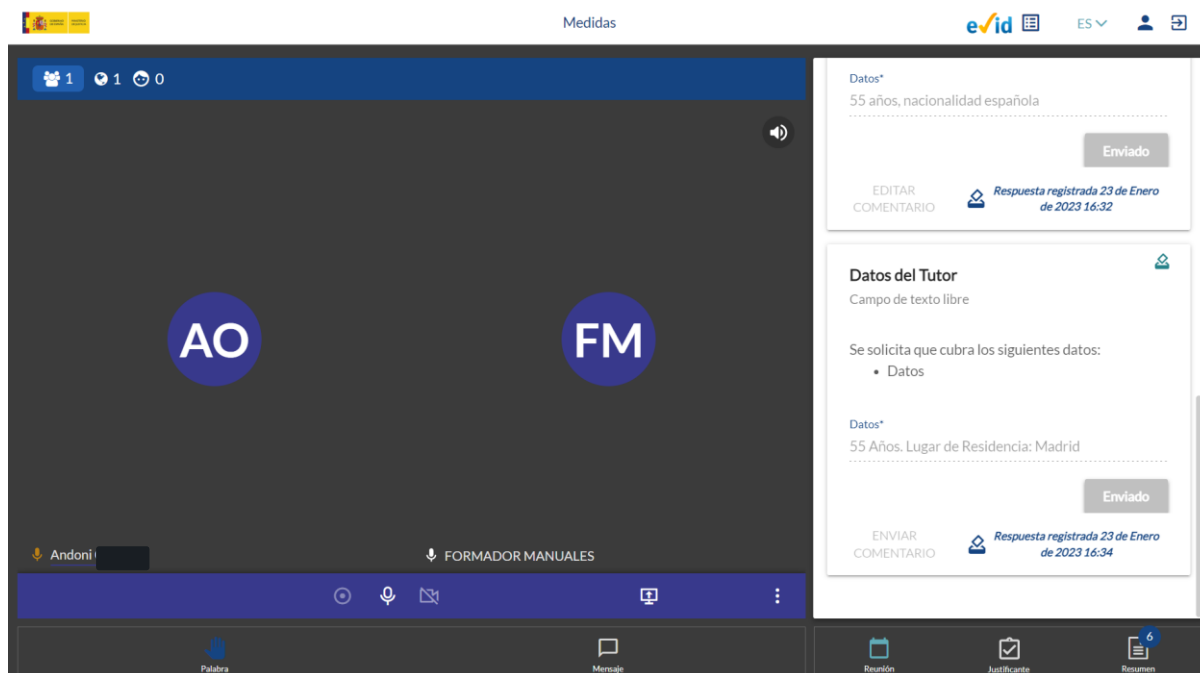 Medidas
evid
ES
1 1 0
AO
FM
Andoni
FORMADOR MANUALES
Palabra
Mensaje
Datos*
55 años, nacionalidad española
Enviado
EDITAR
COMENTARIO
Respuesta registrada 23 de Enero
de 2023 16:32
Datos del Tutor
Campo de texto libre
Se solicita que cubra los siguientes datos:
• Datos
Datos*
55 Años. Lugar de Residencia: Madrid
Enviado
ENVIAR
COMENTARIO
Respuesta registrada 23 de Enero
de 2023 16:34
Reunión
Justificante
6
Resumen